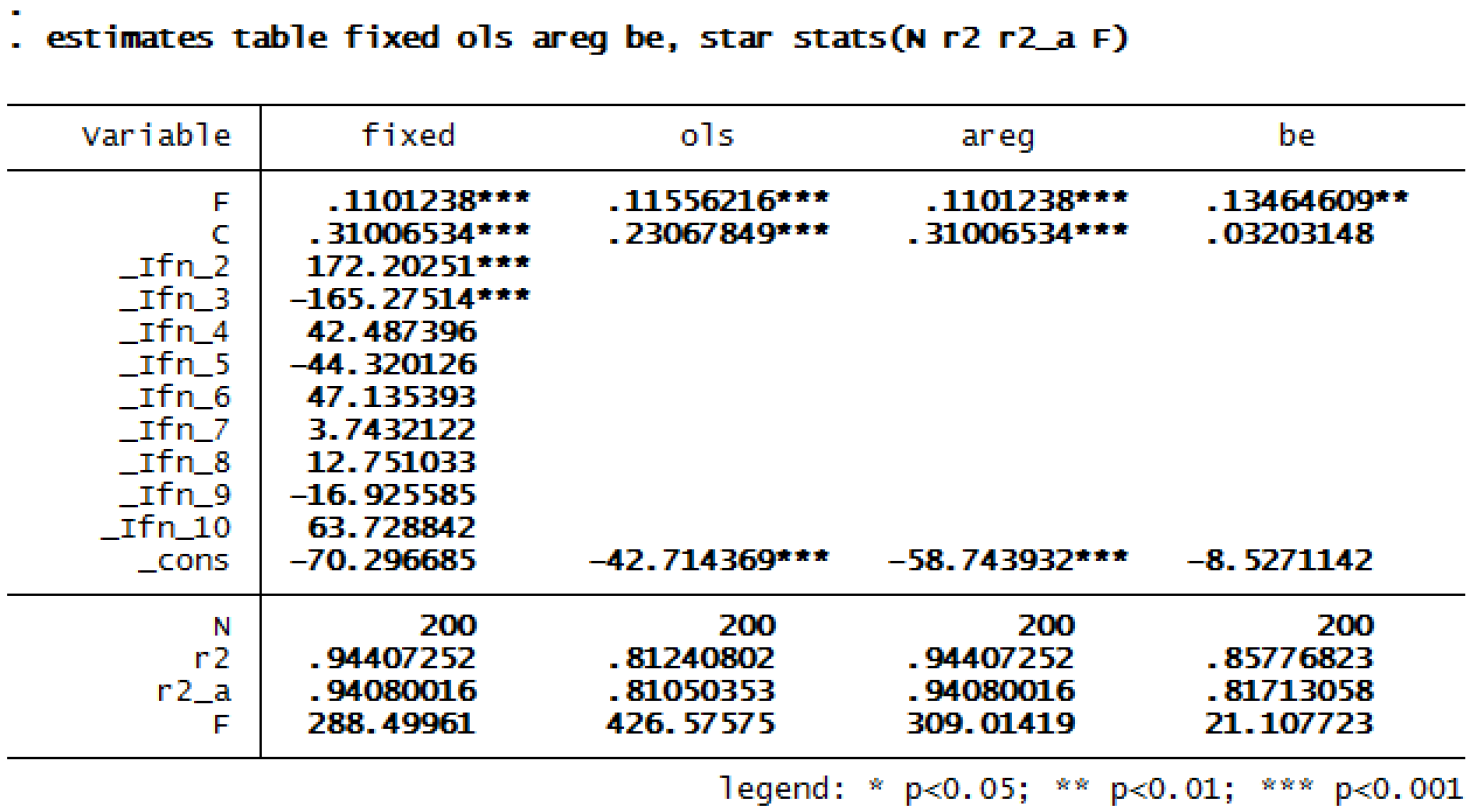 .
. estimates table fixed ols areg be, star stats(N r2 r2_a F)
Variable fixed ols areg be
F .1101238*** .11556216*** .1101238*** .13464609**
C .31006534*** .23067849*** .31006534*** .03203148
_Ifn_2 172.20251***
_Ifn_3 -165.27514***
_Ifn_4 42.487396
_Ifn_5 -44.320126
_Ifn_6 47.135393
_Ifn_7 3.7432122
_Ifn_8 12.751033
_Ifn_9 -16.925585
_Ifn_10 63.728842
_cons -70.296685 -42.714369*** -58.743932*** -8.5271142
N 200 200 200 200
r2 .94407252 .81240802 .94407252 .85776823
r2_a .94080016 .81050353 .94080016 .81713058
F 288.49961 426.57575 309.01419 21.107723
legend: * p<0.05; ** p<0.01; *** p<0.001